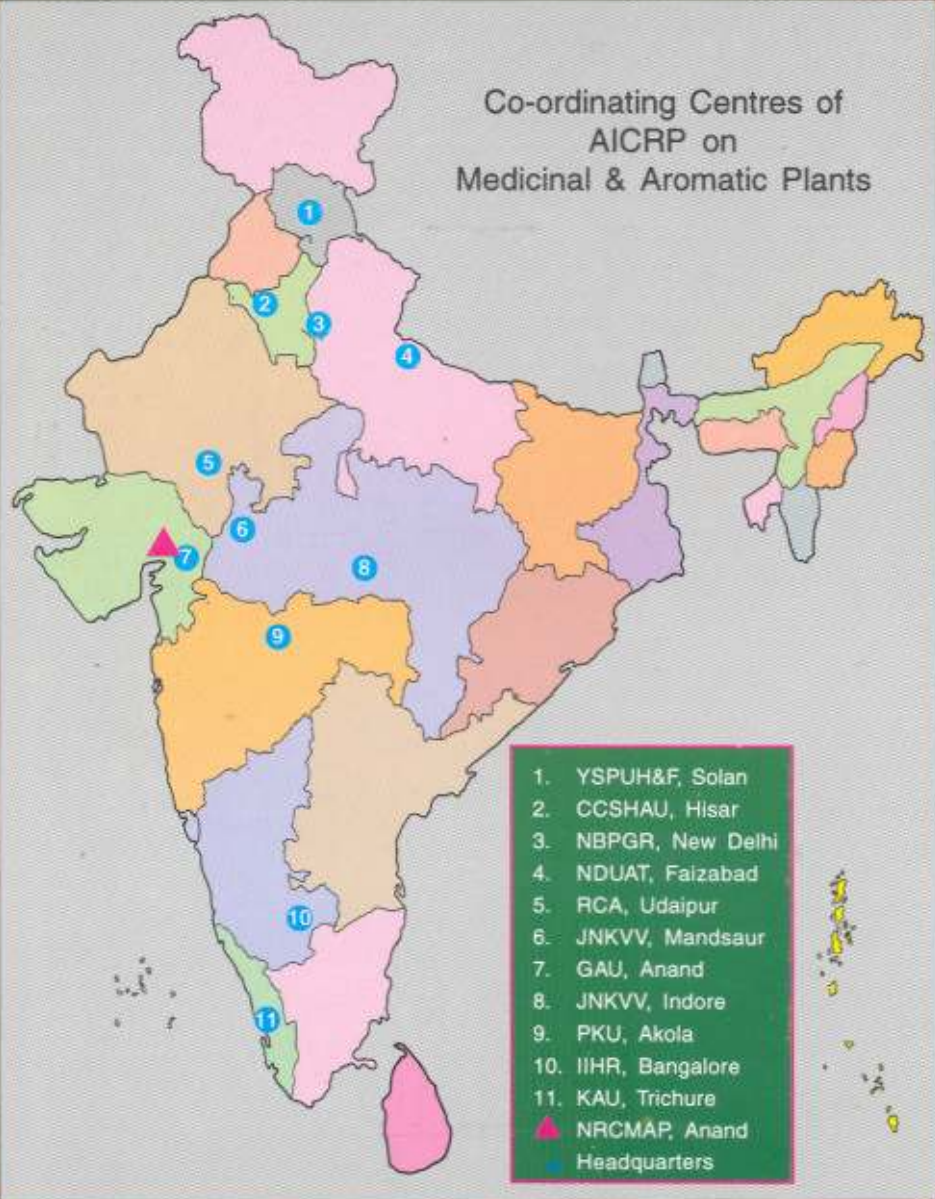 Co-ordinating Centres of
AICRP on
Medicinal & Aromatic Plants
1
2
3
4
5
6
7
8
9
10
11
1. YSPUH&F, Solan
2. CCSHAU, Hisar
3. NBPGR, New Delhi
4. NDUAT, Faizabad
5. RCA, Udaipur
6. JNKVV, Mandsaur
7. GAU, Anand
8. JNKVV, Indore
9. PKU, Akola
10. IIHR, Bangalore
11. KAU, Trichure
NRCMAP, Anand
Headquarters